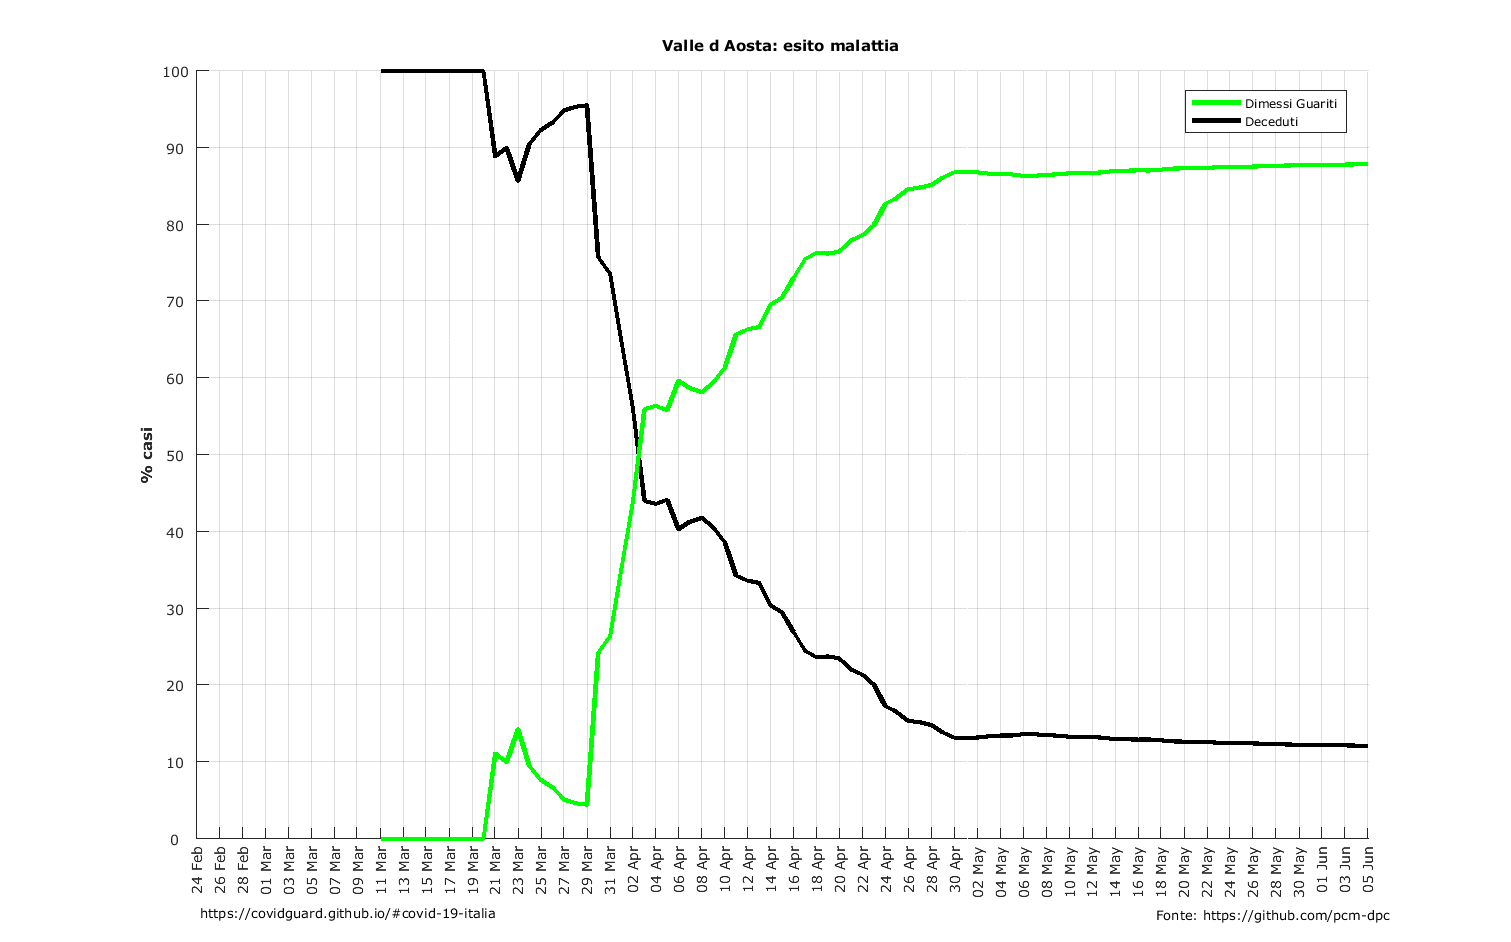 Valle d Aosta: esito malattia
Dimessi Guariti
Deceduti
% casi
100
90
80
70
60
50
40
30
20
10
0
24 Feb
26 Feb
28 Feb
01 Mar
03 Mar
05 Mar
07 Mar
09 Mar
11 Mar
13 Mar
15 Mar
17 Mar
19 Mar
21 Mar
23 Mar
25 Mar
27 Mar
29 Mar
31 Mar
02 Apr
04 Apr
06 Apr
08 Apr
10 Apr
12 Apr
14 Apr
16 Apr
18 Apr
20 Apr
22 Apr
24 Apr
26 Apr
28 Apr
30 Apr
02 May
04 May
06 May
08 May
10 May
12 May
14 May
16 May
18 May
20 May
22 May
24 May
26 May
28 May
30 May
01 Jun
03 Jun
05 Jun
https://covidguard.github.io/#covid-19-italia
Fonte: https://github.com/pcm-dpc